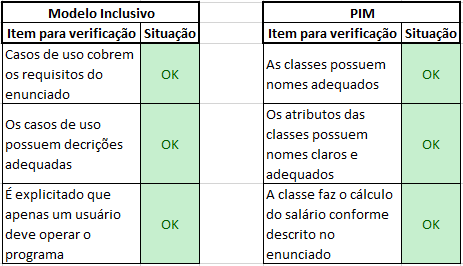 Modelo Inclusivo
Item para verificação Situação
Casos de uso cobrem
os requisitos do
enunciado
OK
Os casos de uso
possuem decrições
adequadas
OK
É explicitado que
apenas um usuário
deve operar o
programa
OK
PIM
Item para verificação Situação
As classes possuem
nomes adequados
OK
Os atributos das
classes possuem
nomes claros e
adequados
OK
A classe faz o cálculo
do salário conforme
descrito no
enunciado
OK